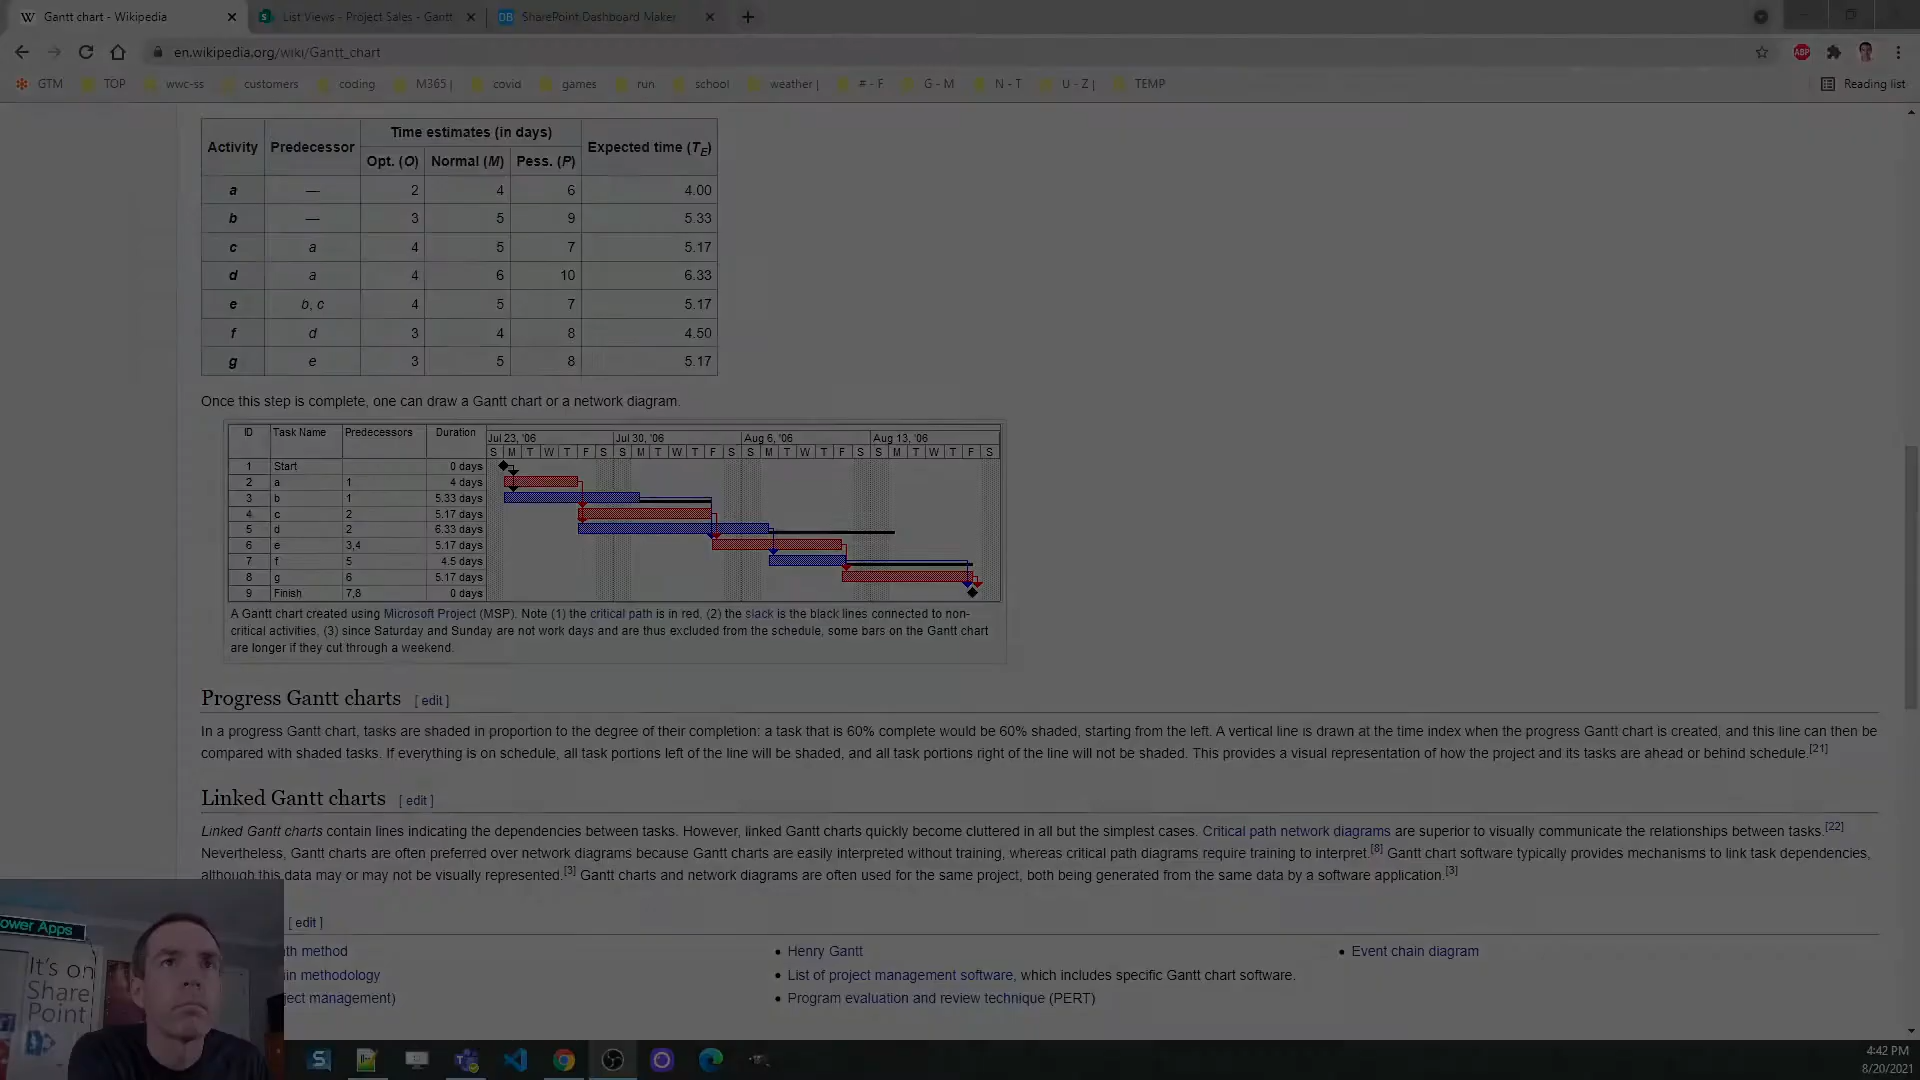 Gantt chart - Wikipedia
List Views - Project Sales - Gantt
DB SharePoint Dashboard Maker
en.wikipedia.org/wiki/Gantt_chart
ABP
GTM TOP wwc-ss customers coding M365 | covid games run school weather | # - F G - M N - T U - Z | TEMP Reading list
Activity Predecessor Time estimates (in days) Expected time (TE)
Opt. (O) Normal (M) Pess. (P)
a — 2 4 6 4.00
b — 3 5 9 5.33
c a 4 5 7 5.17
d a 4 6 10 6.33
e b, c 4 5 7 5.17
f d 3 4 8 4.50
g e 3 5 8 5.17
Once this step is complete, one can draw a Gantt chart or a network diagram.
ID Task Name Predecessors Duration Jul 23, '06 Jul 30, '06 Aug 6, '06 Aug 13, '06
S M T W T F S S M T W T F S S M T W T F S S M T W T F S
1 Start 0 days
2 a 1 4 days
3 b 1 5.33 days
4 c 2 5.17 days
5 d 2 6.33 days
6 e 3,4 5.17 days
7 f 5 4.5 days
8 g 6 5.17 days
9 Finish 7,8 0 days
A Gantt chart created using Microsoft Project (MSP). Note (1) the critical path is in red, (2) the slack is the black lines connected to non-
critical activities, (3) since Saturday and Sunday are not work days and are thus excluded from the schedule, some bars on the Gantt chart
are longer if they cut through a weekend.
Progress Gantt charts [ edit ]
In a progress Gantt chart, tasks are shaded in proportion to the degree of their completion: a task that is 60% complete would be 60% shaded, starting from the left. A vertical line is drawn at the time index when the progress Gantt chart is created, and this line can then be
compared with shaded tasks. If everything is on schedule, all task portions left of the line will be shaded, and all task portions right of the line will not be shaded. This provides a visual representation of how the project and its tasks are ahead or behind schedule.[21]
Linked Gantt charts [ edit ]
Linked Gantt charts contain lines indicating the dependencies between tasks. However, linked Gantt charts quickly become cluttered in all but the simplest cases. Critical path network diagrams are superior to visually communicate the relationships between tasks.[22]
Nevertheless, Gantt charts are often preferred over network diagrams because Gantt charts are easily interpreted without training, whereas critical path diagrams require training to interpret.[8] Gantt chart software typically provides mechanisms to link task dependencies,
although this data may or may not be visually represented.[3] Gantt charts and network diagrams are often used for the same project, both being generated from the same data by a software application.[3]
[ edit ]
th method
in methodology
ject management)
Henry Gantt
List of project management software, which includes specific Gantt chart software.
Program evaluation and review technique (PERT)
Event chain diagram
ower Apps
It's on
Share
Point
4:42 PM
8/20/2021